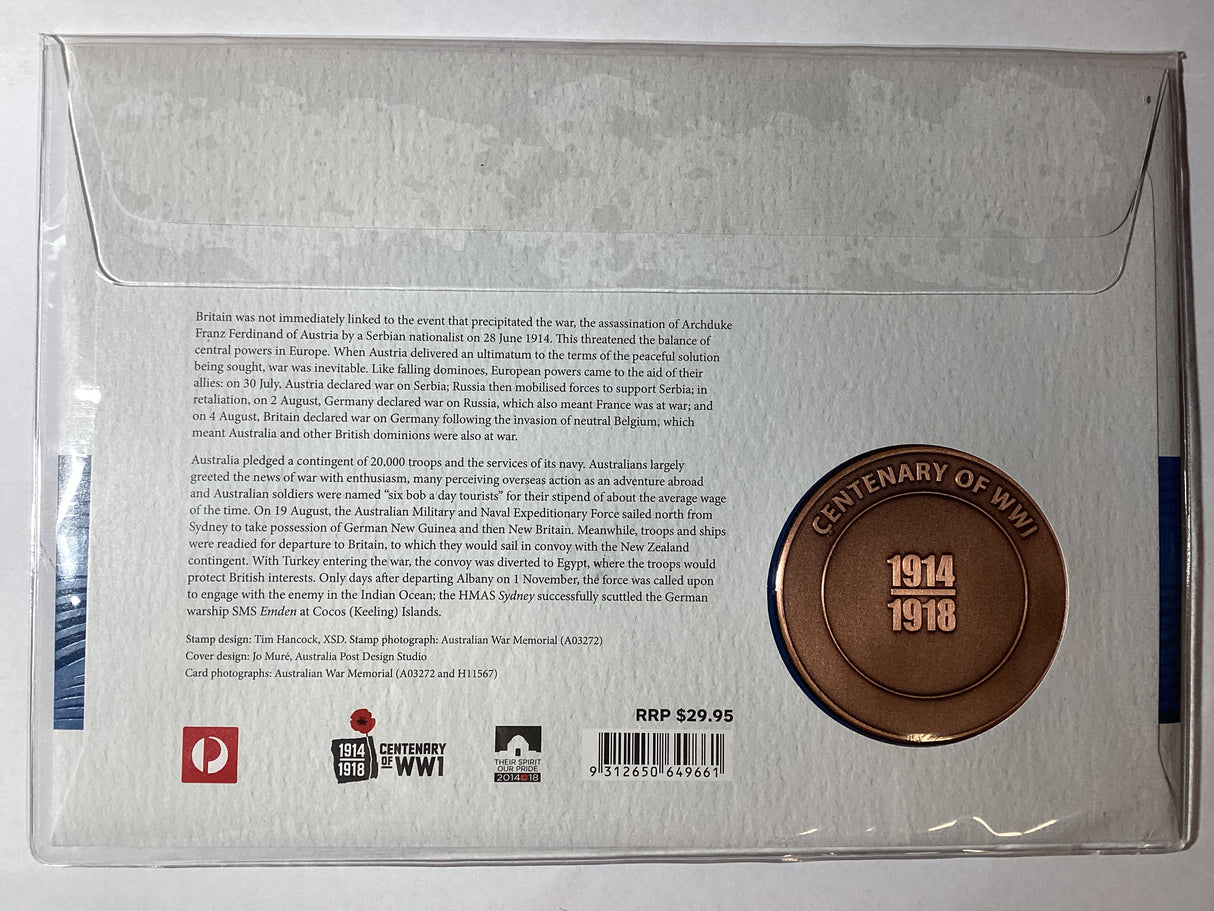 Britain was not immediately linked to the event that precipitated the war, the assassination of Archduke
Franz Ferdinand of Austria by a Serbian nationalist on 28 June 1914. This threatened the balance of
central powers in Europe. When Austria delivered an ultimatum to the terms of the peaceful solution
being sought, war was inevitable. Like falling dominoes, European powers came to the aid of their
allies: on 30 July, Austria declared war on Serbia; Russia then mobilised forces to support Serbia; in
retaliation, on 2 August, Germany declared war on Russia, which also meant France was at war; and
on 4 August, Britain declared war on Germany following the invasion of neutral Belgium, which
meant Australia and other British dominions were also at war.
Australia pledged a contingent of 20,000 troops and the services of its navy. Australians largely
greeted the news of war with enthusiasm, many perceiving overseas action as an adventure abroad
and Australian soldiers were named “six bob a day tourists” for their stipend of about the average wage
of the time. On 19 August, the Australian Military and Naval Expeditionary Force sailed north from
Sydney to take possession of German New Guinea and then New Britain. Meanwhile, troops and ships
were readied for departure to Britain, to which they would sail in convoy with the New Zealand
contingent. With Turkey entering the war, the convoy was diverted to Egypt, where the troops would
protect British interests. Only days after departing Albany on 1 November, the force was called upon
to engage with the enemy in the Indian Ocean; the HMAS Sydney successfully scuttled the German
warship SMS Emden at Cocos (Keeling) Islands.
Stamp design: Tim Hancock, XSD. Stamp photograph: Australian War Memorial (A03272)
Cover design: Jo Muré, Australia Post Design Studio
Card photographs: Australian War Memorial (A03272 and H11567)
CENTENARY OF WWI
1914
1918
1914
1918
CENTENARY
OF WW1
THEIR SPIRIT
OUR PRIDE
2014 18
RRP $29.95
9 312650 649661